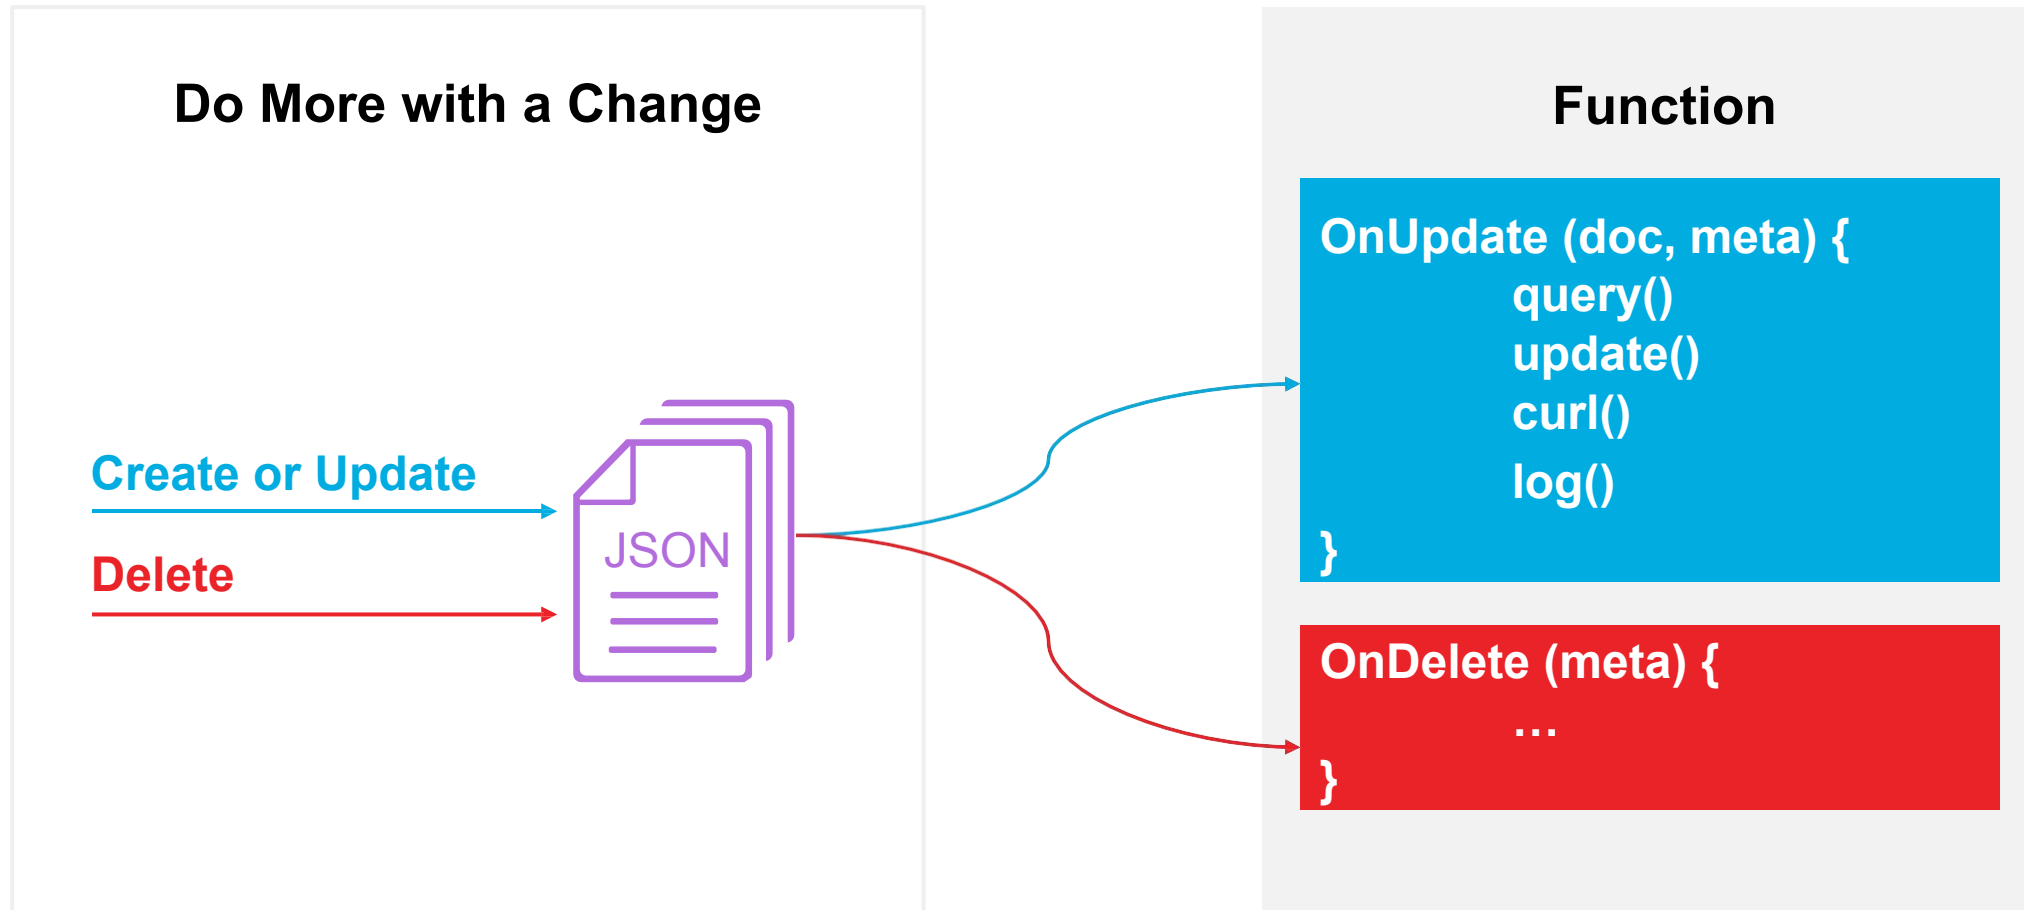 Do More with a Change
Create or Update
Delete
JSON
Function
OnUpdate (doc, meta) {
query()
update()
curl()
log()
}
OnDelete (meta) {
...
}